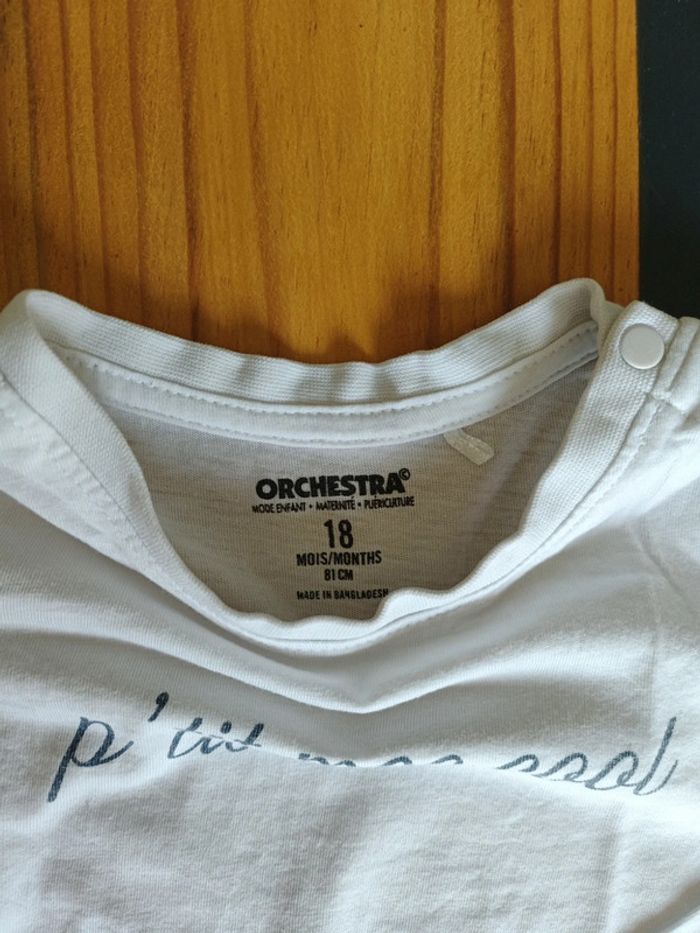 ORCHESTRA©
MODE ENFANT • MATERNITÉ • PUÉRICULTURE
18
MOIS/MONTHS
81 CM
MADE IN BANGLADESH
p'tit